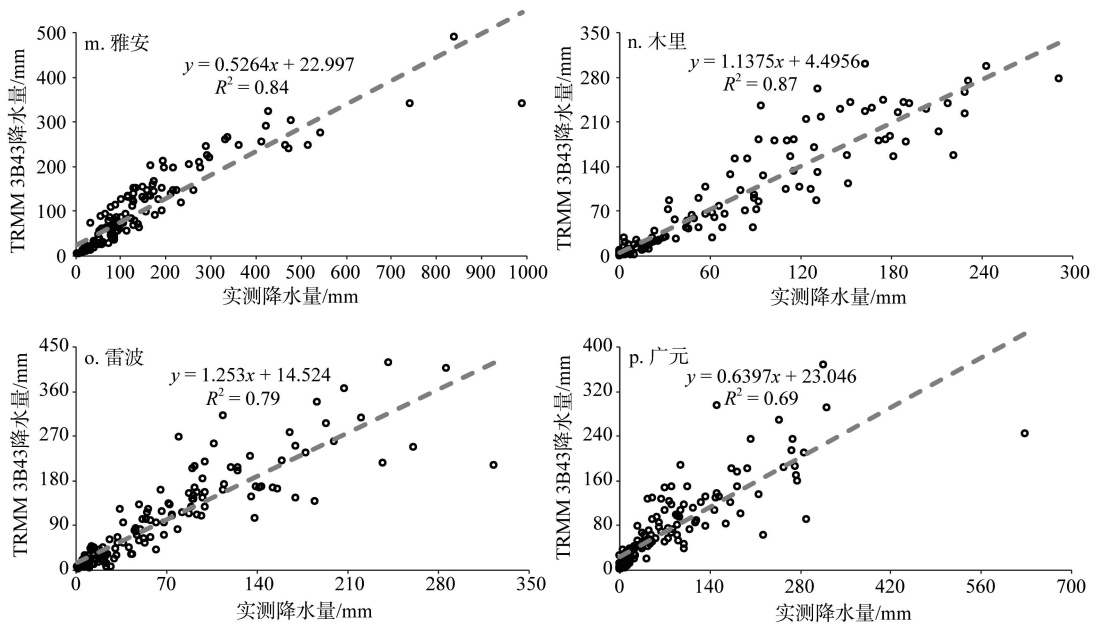 m. 雅安
y = 0.5264x + 22.997
R² = 0.84
TRMM 3B43降水量/mm
500
400
300
200
100
0
0 100 200 300 400 500 600 700 800 900 1000
实测降水量/mm
n. 木里
y = 1.1375x + 4.4956
R² = 0.87
TRMM 3B43降水量/mm
350
280
210
140
70
0
0 60 120 180 240 300
实测降水量/mm
o. 雷波
y = 1.253x + 14.524
R² = 0.79
TRMM 3B43降水量/mm
450
360
270
180
90
0
0 70 140 210 280 350
实测降水量/mm
p. 广元
y = 0.6397x + 23.046
R² = 0.69
TRMM 3B43降水量/mm
400
320
240
160
80
0
0 140 280 420 560 700
实测降水量/mm